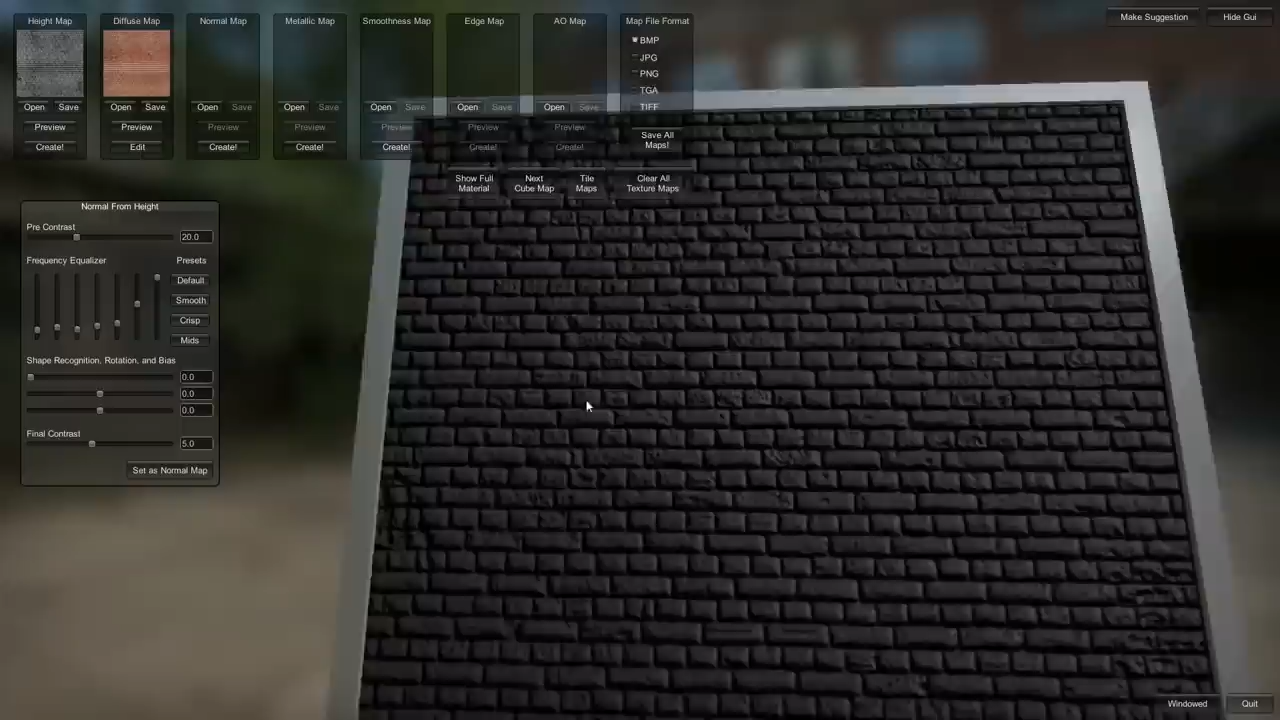 Height Map
Diffuse Map
Normal Map
Metallic Map
Smoothness Map
Edge Map
AO Map
Map File Format
Make Suggestion
Hide Gui
BMP
JPG
PNG
TGA
TIFF
Open Save
Open Save
Open Save
Open Save
Open Save
Open Save
Open Save
Preview
Preview
Preview
Preview
Preview
Preview
Preview
Save All
Maps!
Create!
Edit
Create!
Create!
Create!
Create!
Create!
Show Full
Material
Next
Cube Map
Tile
Maps
Clear All
Texture Maps
Normal From Height
Pre Contrast
20.0
Frequency Equalizer
Presets
Default
Smooth
Crisp
Mids
Shape Recognition, Rotation, and Bias
0.0
0.0
0.0
Final Contrast
5.0
Set as Normal Map
Windowed
Quit